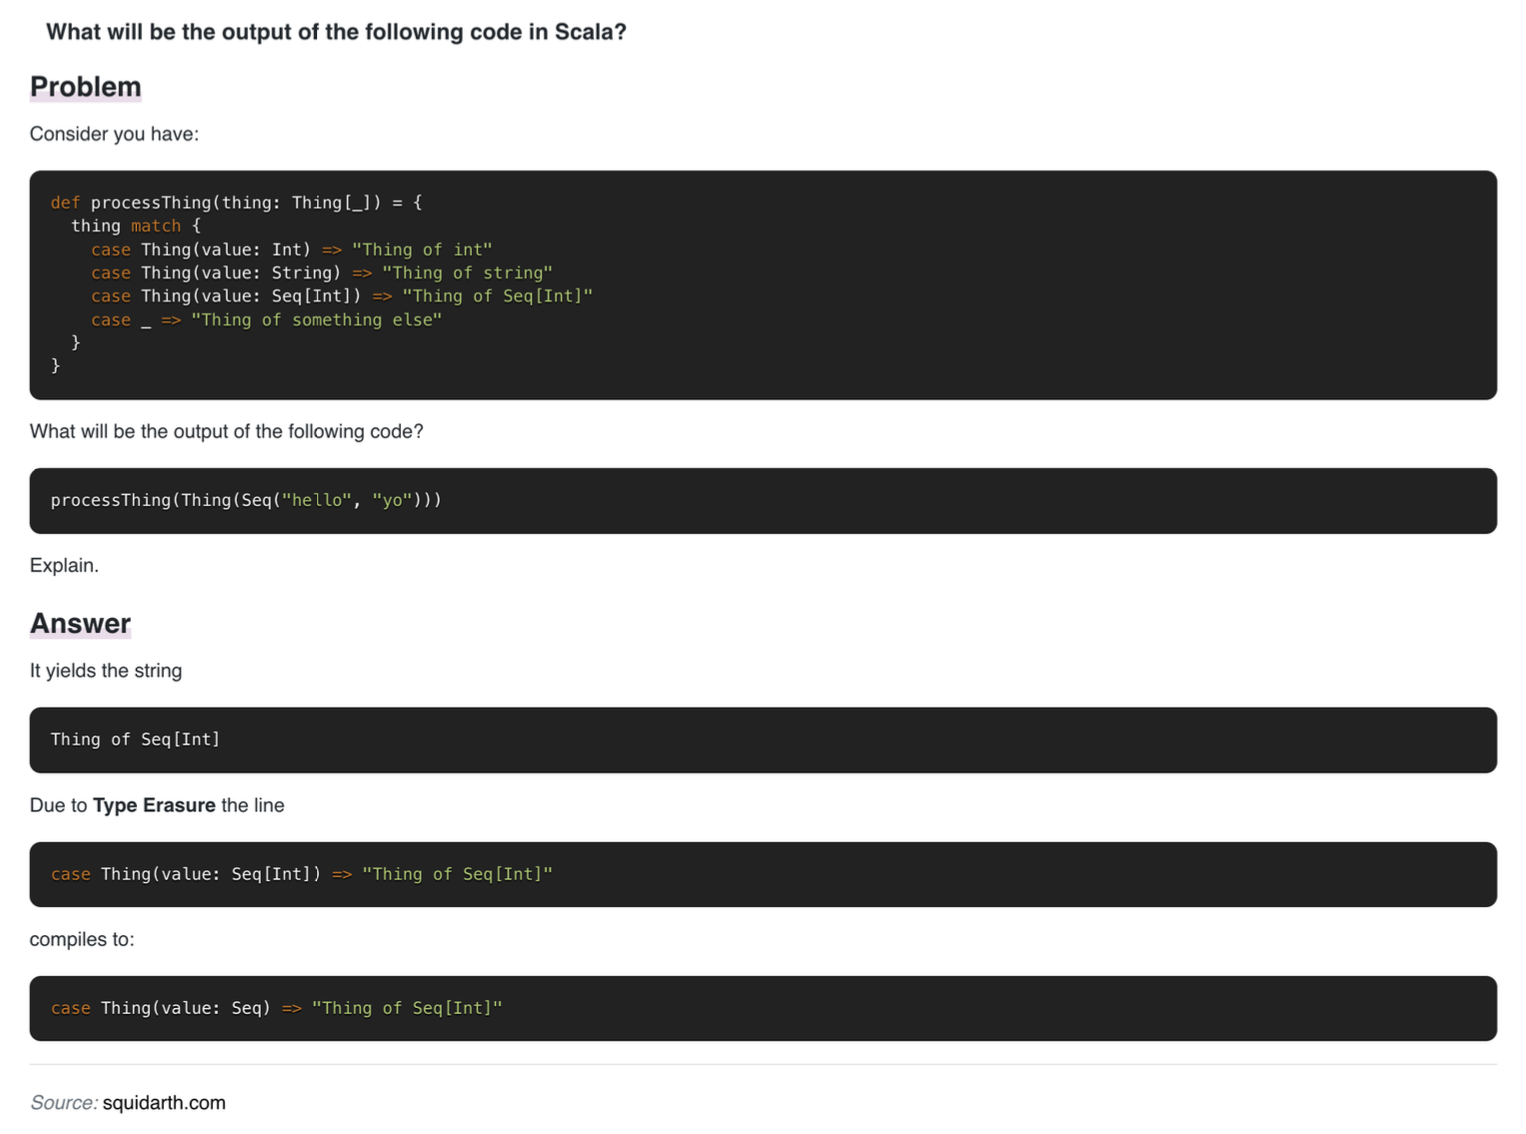 What will be the output of the following code in Scala?
Problem
Consider you have:
def processThing(thing: Thing[_]) = {
  thing match {
    case Thing(value: Int) => "Thing of int"
    case Thing(value: String) => "Thing of string"
    case Thing(value: Seq[Int]) => "Thing of Seq[Int]"
    case _ => "Thing of something else"
  }
}
What will be the output of the following code?
processThing(Thing(Seq("hello", "yo")))
Explain.
Answer
It yields the string
Thing of Seq[Int]
Due to Type Erasure the line
case Thing(value: Seq[Int]) => "Thing of Seq[Int]"
compiles to:
case Thing(value: Seq) => "Thing of Seq[Int]"
Source: squidarth.com